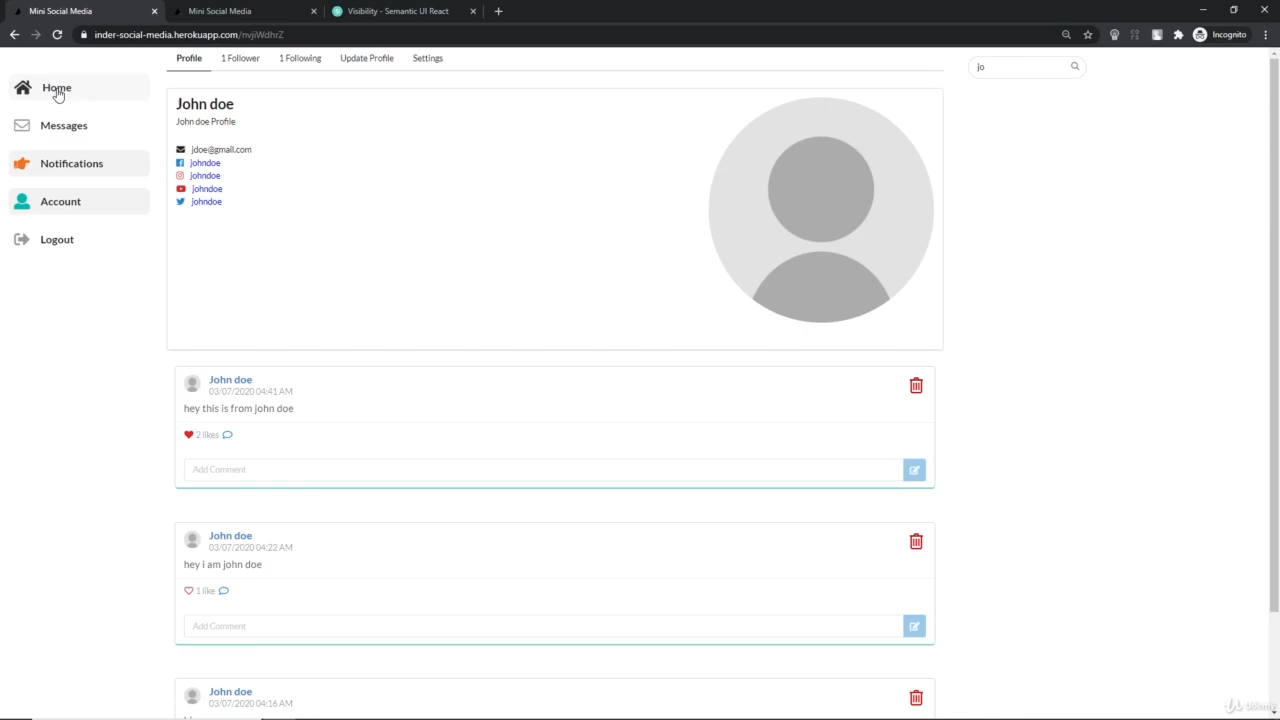 Mini Social Media
Mini Social Media
Visibility - Semantic UI React
inder-social-media.herokuapp.com/nvjiWdhrZ
Incognito
Home
Messages
Notifications
Account
Logout
Profile
1 Follower
1 Following
Update Profile
Settings
jo
John doe
John doe Profile
jdoe@gmail.com
johndoe
johndoe
johndoe
johndoe
John doe
03/07/2020 04:41 AM
hey this is from john doe
2 likes
Add Comment
John doe
03/07/2020 04:22 AM
hey i am john doe
1 like
Add Comment
John doe
03/07/2020 04:16 AM
Udemy